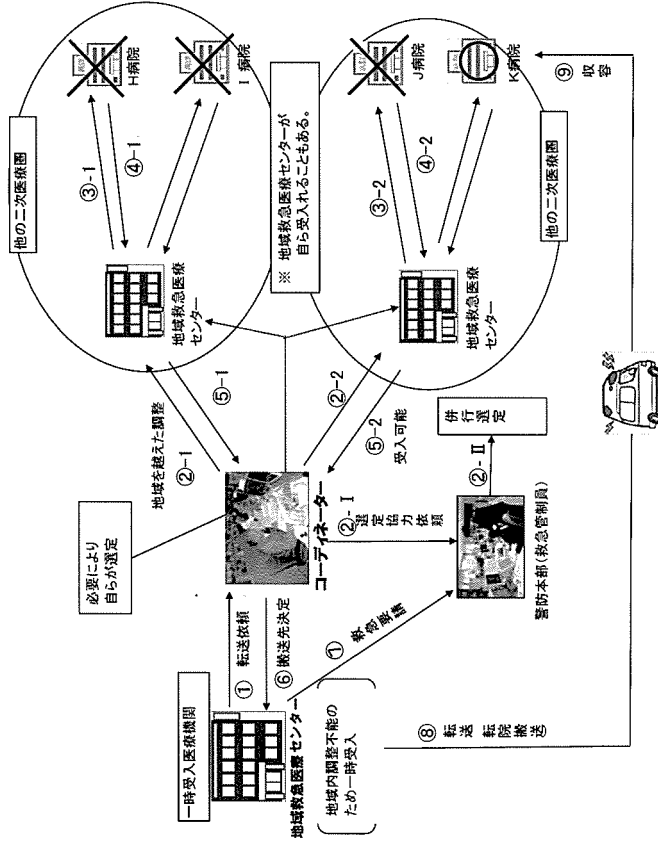 一時受入医療機関
地域救急医療センター
地域内調整不能の
ため一時受入
① 転送依頼
⑥ 搬送先決定
⑦ 救急要請
⑧ 転送（転院搬送）
必要により
自らが選定
コーディネーター
②-Ⅰ
選定協力依頼
警防本部(救急管制員)
②-Ⅱ
併行選定
地域を越えた調整
②-1
⑤-1
②-2
⑤-2
受入可能
他の二次医療圏
地域救急医療
センター
③-1
④-1
H病院
I 病院
※ 地域救急医療センターが
自ら受入れることもある。
地域救急医療
センター
③-2
④-2
J病院
K病院
他の二次医療圏
⑨
収容